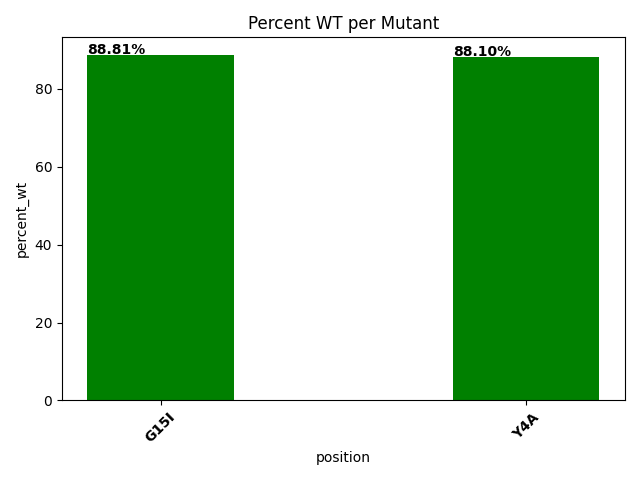 Percent WT per Mutant
88.81%
88.10%
80
60
40
20
0
percent_wt
G15I
Y4A
position